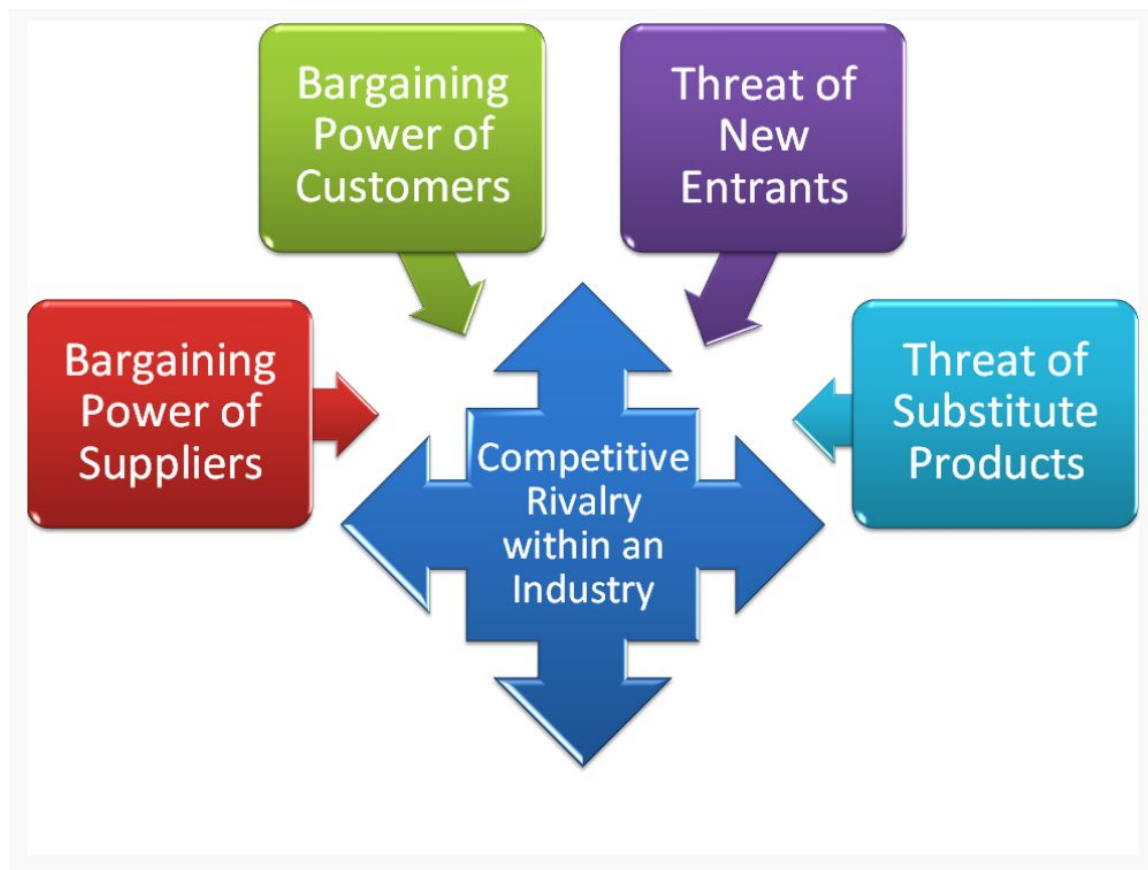 Bargaining
Power of
Customers
Threat of
New
Entrants
Bargaining
Power of
Suppliers
Threat of
Substitute
Products
Competitive
Rivalry
within an
Industry